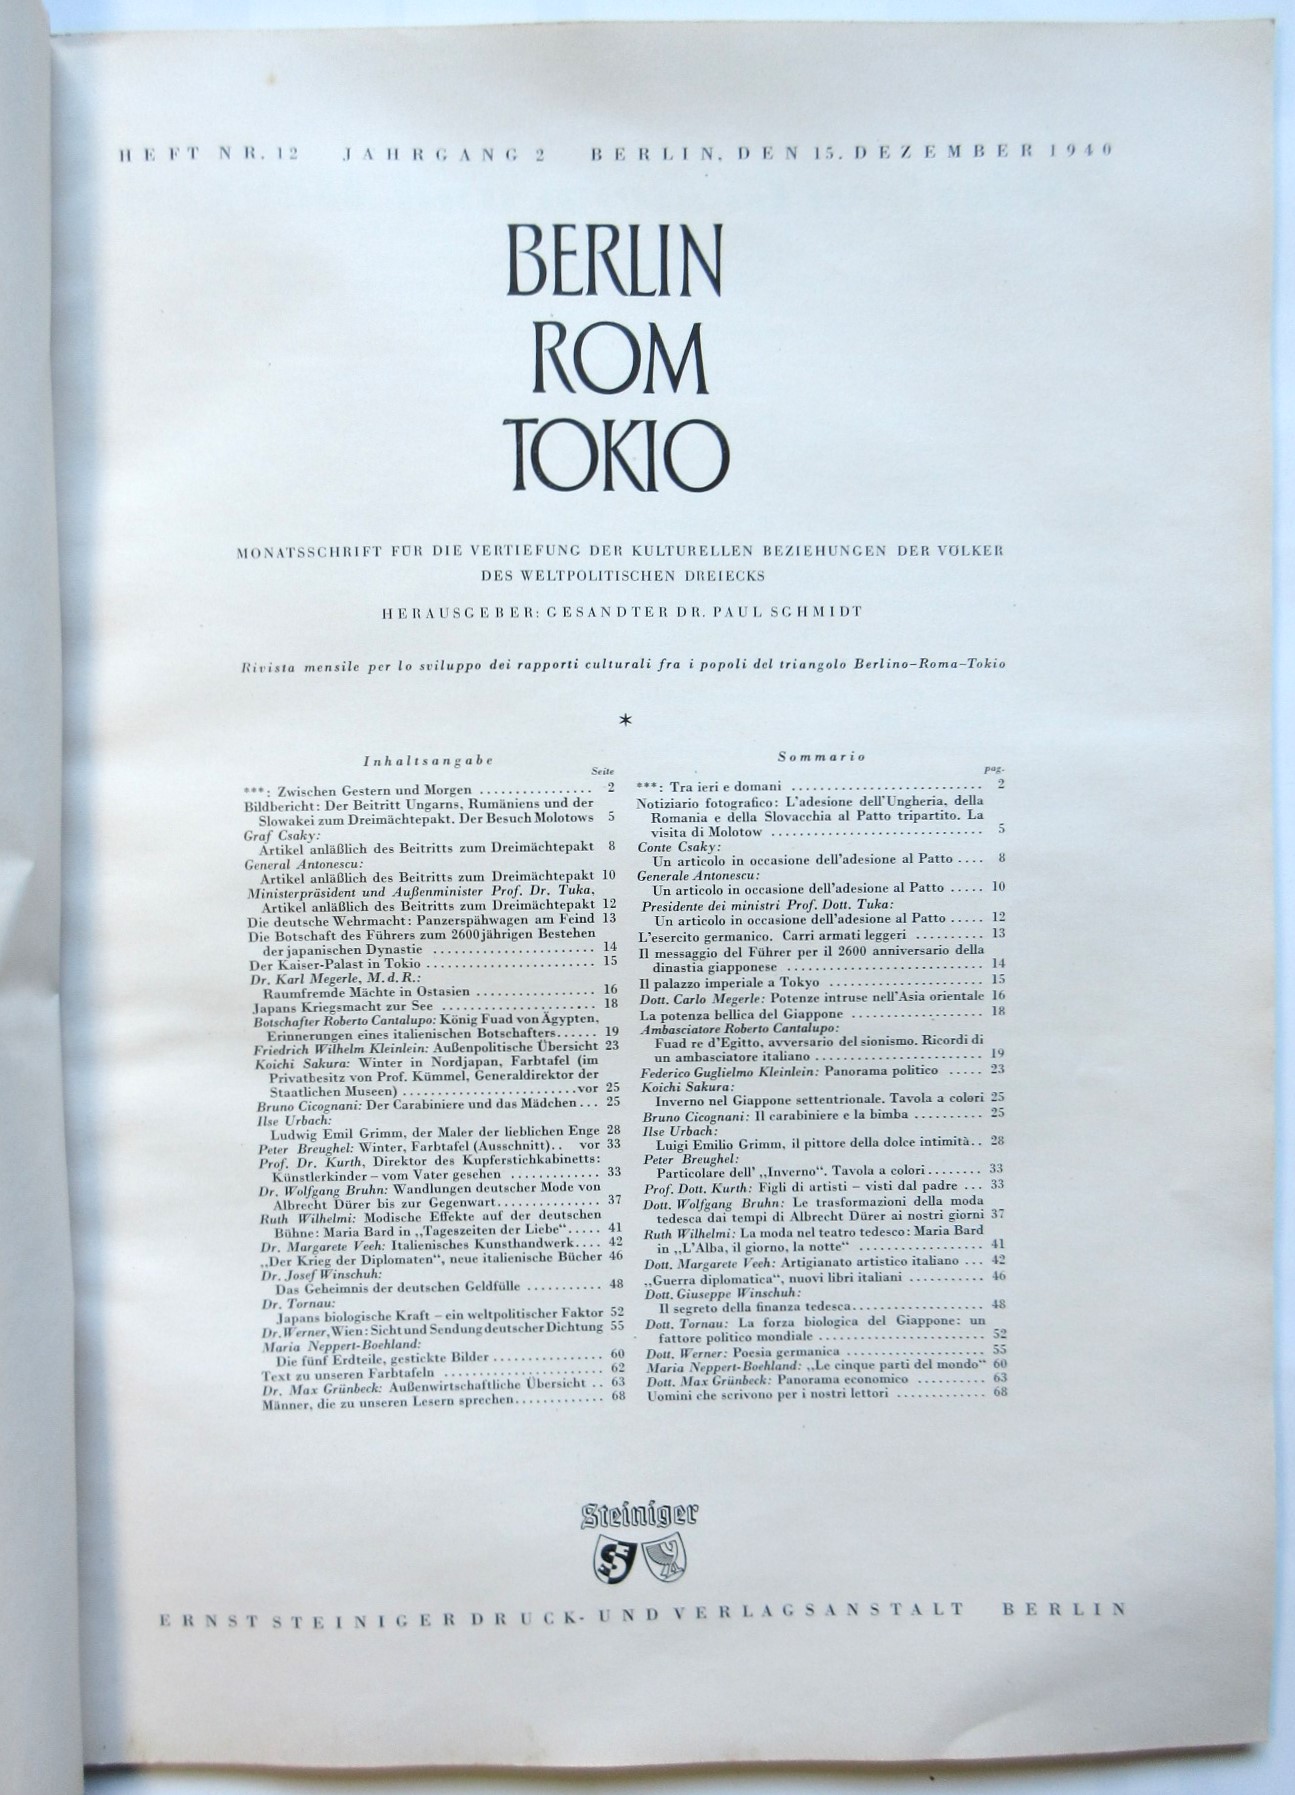 HEFT NR. 12 JAHRGANG 2 BERLIN, DEN 15. DEZEMBER 1940
BERLIN
ROM
TOKIO
MONATSSCHRIFT FÜR DIE VERTIEFUNG DER KULTURELLEN BEZIEHUNGEN DER VÖLKER
DES WELTPOLITISCHEN DREIECKS
HERAUSGEBER: GESANDTER DR. PAUL SCHMIDT
Rivista mensile per lo sviluppo dei rapporti culturali fra i popoli del triangolo Berlino–Roma–Tokio
Inhaltsangabe
Seite
***: Zwischen Gestern und Morgen ................ 2
Bildbericht: Der Beitritt Ungarns, Rumäniens und der
Slowakei zum Dreimächtepakt. Der Besuch Molotows 5
Graf Csaky:
Artikel anläßlich des Beitritts zum Dreimächtepakt 8
General Antonescu:
Artikel anläßlich des Beitritts zum Dreimächtepakt 10
Ministerpräsident und Außenminister Prof. Dr. Tuka,
Artikel anläßlich des Beitritts zum Dreimächtepakt 12
Die deutsche Wehrmacht: Panzerspähwagen am Feind 13
Die Botschaft des Führers zum 2600jährigen Bestehen
der japanischen Dynastie ...................... 14
Der Kaiser-Palast in Tokio ....................... 15
Dr. Karl Megerle, M. d. R.:
Raumfremde Mächte in Ostasien ................ 16
Japans Kriegsmacht zur See ..................... 18
Botschafter Roberto Cantalupo: König Fuad von Ägypten,
Erinnerungen eines italienischen Botschafters...... 19
Friedrich Wilhelm Kleinlein: Außenpolitische Übersicht 23
Koichi Sakura: Winter in Nordjapan, Farbtafel (im
Privatbesitz von Prof. Kümmel, Generaldirektor der
Staatlichen Museen) ........................vor 25
Bruno Cicognani: Der Carabiniere und das Mädchen... 25
Ilse Urbach:
Ludwig Emil Grimm, der Maler der lieblichen Enge 28
Peter Breughel: Winter, Farbtafel (Ausschnitt).. vor 33
Prof. Dr. Kurth, Direktor des Kupferstichkabinetts:
Künstlerkinder – vom Vater gesehen ............ 33
Dr. Wolfgang Bruhn: Wandlungen deutscher Mode von
Albrecht Dürer bis zur Gegenwart.............. 37
Ruth Wilhelmi: Modische Effekte auf der deutschen
Bühne: Maria Bard in „Tageszeiten der Liebe“..... 41
Dr. Margarete Veeh: Italienisches Kunsthandwerk.... 42
„Der Krieg der Diplomaten“, neue italienische Bücher 46
Dr. Josef Winschuh:
Das Geheimnis der deutschen Geldfülle ........... 48
Dr. Tornau:
Japans biologische Kraft – ein weltpolitischer Faktor 52
Dr. Werner, Wien: Sicht und Sendung deutscher Dichtung 55
Maria Neppert-Boehland:
Die fünf Erdteile, gestickte Bilder ............... 60
Text zu unseren Farbtafeln ...................... 62
Dr. Max Grünbeck: Außenwirtschaftliche Übersicht .. 63
Männer, die zu unseren Lesern sprechen............. 68
Sommario
pag.
***: Tra ieri e domani .......................... 2
Notiziario fotografico: L'adesione dell'Ungheria, della
Romania e della Slovacchia al Patto tripartito. La
visita di Molotow ............................. 5
Conte Csaky:
Un articolo in occasione dell'adesione al Patto .... 8
Generale Antonescu:
Un articolo in occasione dell'adesione al Patto ..... 10
Presidente dei ministri Prof. Dott. Tuka:
Un articolo in occasione dell'adesione al Patto ..... 12
L'esercito germanico. Carri armati leggeri .......... 13
Il messaggio del Führer per il 2600 anniversario della
dinastia giapponese ........................... 14
Il palazzo imperiale a Tokyo ..................... 15
Dott. Carlo Megerle: Potenze intruse nell'Asia orientale 16
La potenza bellica del Giappone ................... 18
Ambasciatore Roberto Cantalupo:
Fuad re d'Egitto, avversario del sionismo. Ricordi di
un ambasciatore italiano ........................ 19
Federico Guglielmo Kleinlein: Panorama politico ..... 23
Koichi Sakura:
Inverno nel Giappone settentrionale. Tavola a colori 25
Bruno Cicognani: Il carabiniere e la bimba .......... 25
Ilse Urbach:
Luigi Emilio Grimm, il pittore della dolce intimità.. 28
Peter Breughel:
Particolare dell' „Inverno“. Tavola a colori........ 33
Prof. Dott. Kurth: Figli di artisti – visti dal padre ... 33
Dott. Wolfgang Bruhn: Le trasformazioni della moda
tedesca dai tempi di Albrecht Dürer ai nostri giorni 37
Ruth Wilhelmi: La moda nel teatro tedesco: Maria Bard
in „L'Alba, il giorno, la notte“ .................. 41
Dott. Margarete Veeh: Artigianato artistico italiano ... 42
„Guerra diplomatica“, nuovi libri italiani ........... 46
Dott. Giuseppe Winschuh:
Il segreto della finanza tedesca................... 48
Dott. Tornau: La forza biologica del Giappone: un
fattore politico mondiale ........................ 52
Dott. Werner: Poesia germanica ................... 55
Maria Neppert-Boehland: „Le cinque parti del mondo“ 60
Dott. Max Grünbeck: Panorama economico .......... 63
Uomini che scrivono per i nostri lettori ............ 68
Steiniger
ERNST STEINIGER DRUCK- UND VERLAGSANSTALT BERLIN